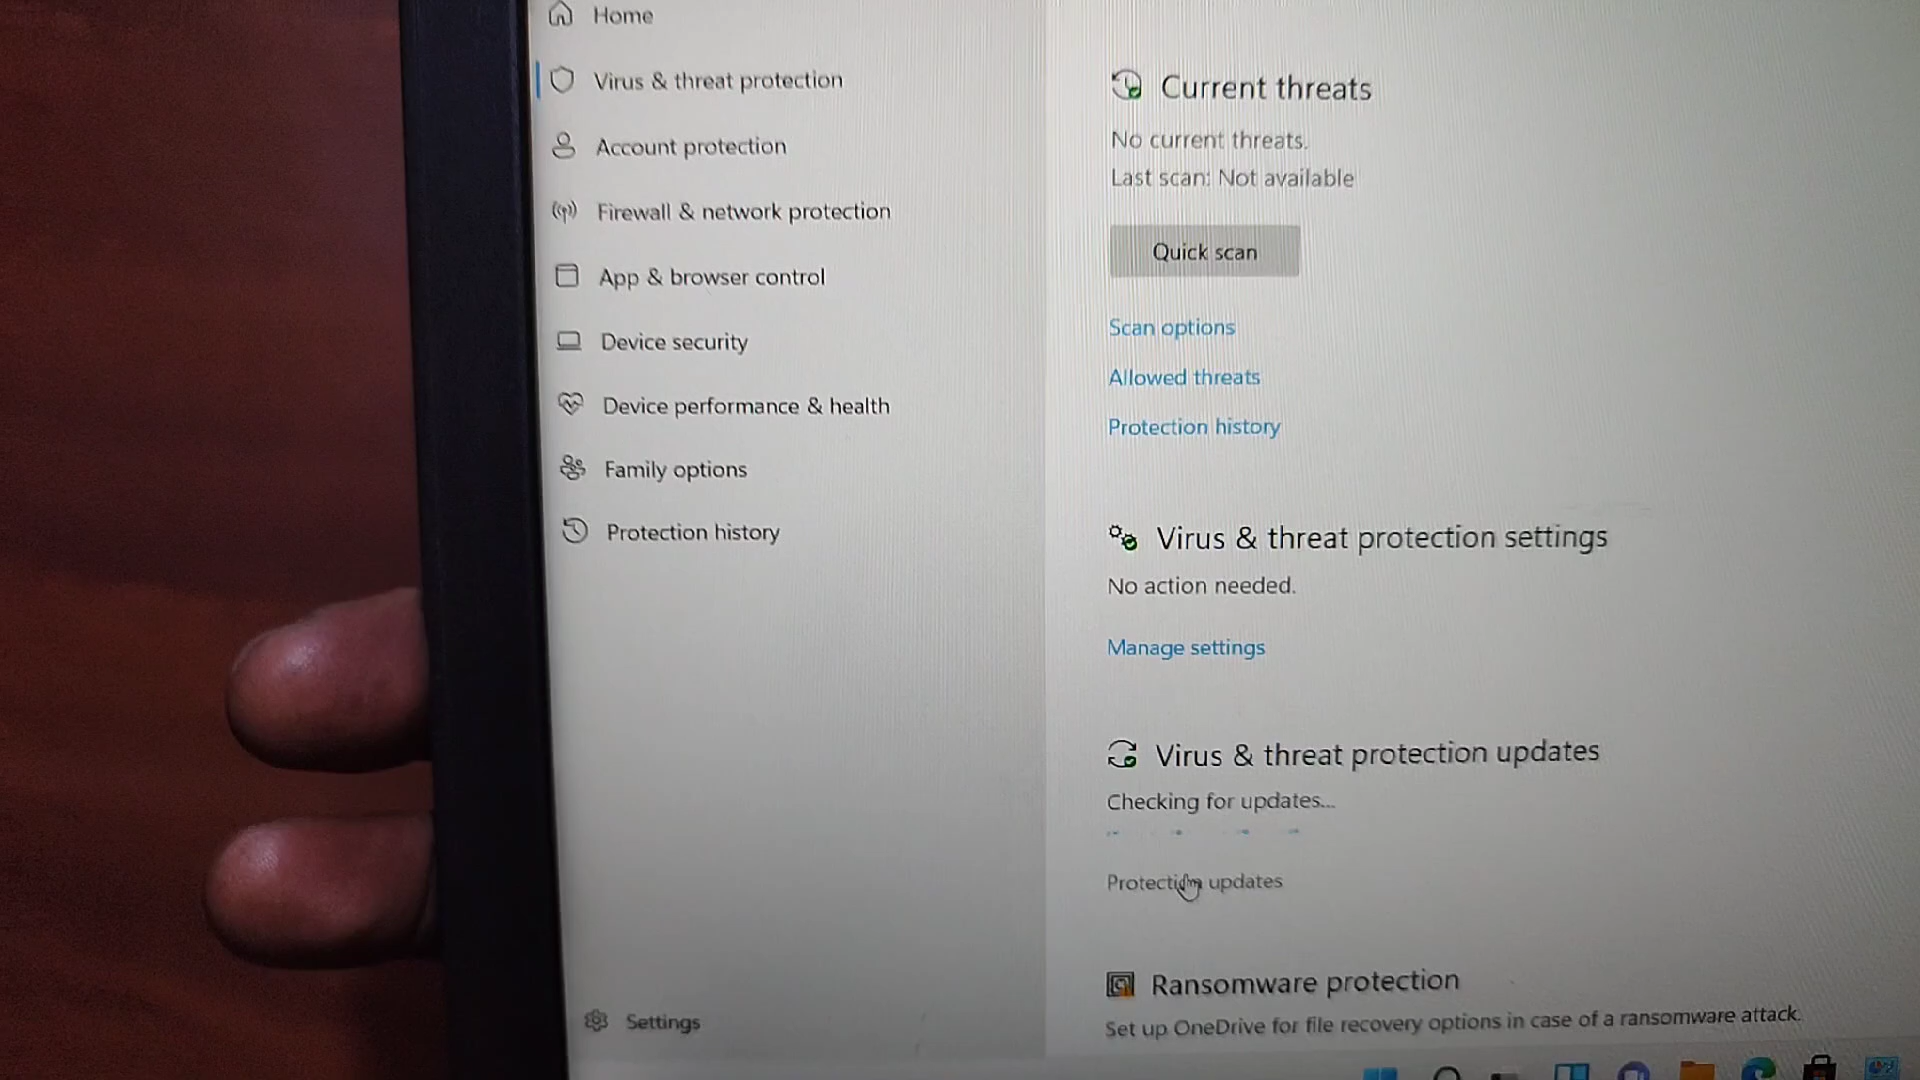 Home
Virus & threat protection
Account protection
Firewall & network protection
App & browser control
Device security
Device performance & health
Family options
Protection history
Settings
Current threats
No current threats.
Last scan: Not available
Quick scan
Scan options
Allowed threats
Protection history
Virus & threat protection settings
No action needed.
Manage settings
Virus & threat protection updates
Checking for updates...
Protection updates
Ransomware protection
Set up OneDrive for file recovery options in case of a ransomware attack.